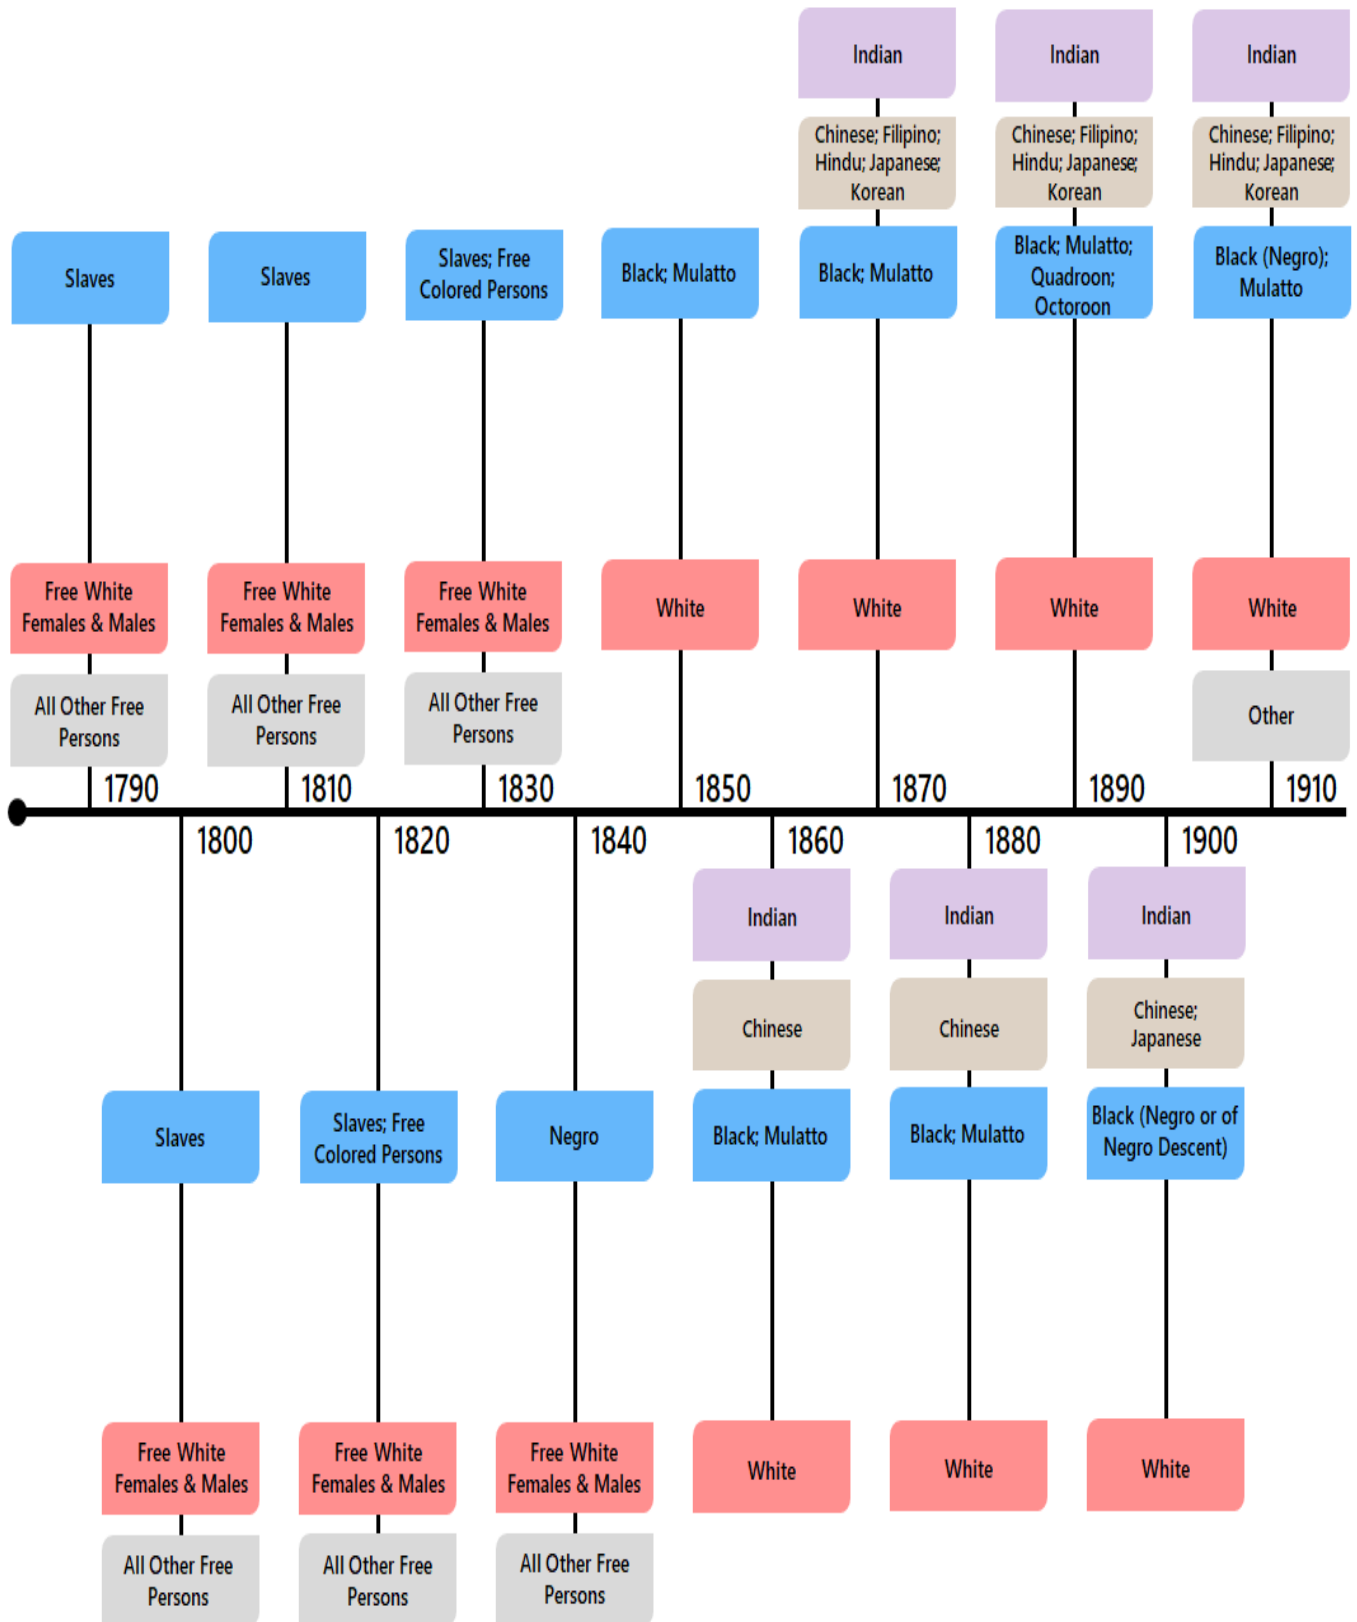 Indian
Chinese; Filipino;
Hindu; Japanese;
Korean
Indian
Chinese; Filipino;
Hindu; Japanese;
Korean
Indian
Chinese; Filipino;
Hindu; Japanese;
Korean
Slaves
Slaves
Slaves; Free
Colored Persons
Black; Mulatto
Black; Mulatto
Black; Mulatto;
Quadroon;
Octoroon
Black (Negro);
Mulatto
Free White
Females & Males
Free White
Females & Males
Free White
Females & Males
White
White
White
White
All Other Free
Persons
All Other Free
Persons
All Other Free
Persons
Other
1790
1810
1830
1850
1870
1890
1910
1800
1820
1840
1860
1880
1900
Indian
Indian
Indian
Chinese
Chinese
Chinese;
Japanese
Slaves
Slaves; Free
Colored Persons
Negro
Black; Mulatto
Black; Mulatto
Black (Negro or of
Negro Descent)
Free White
Females & Males
Free White
Females & Males
Free White
Females & Males
White
White
White
All Other Free
Persons
All Other Free
Persons
All Other Free
Persons